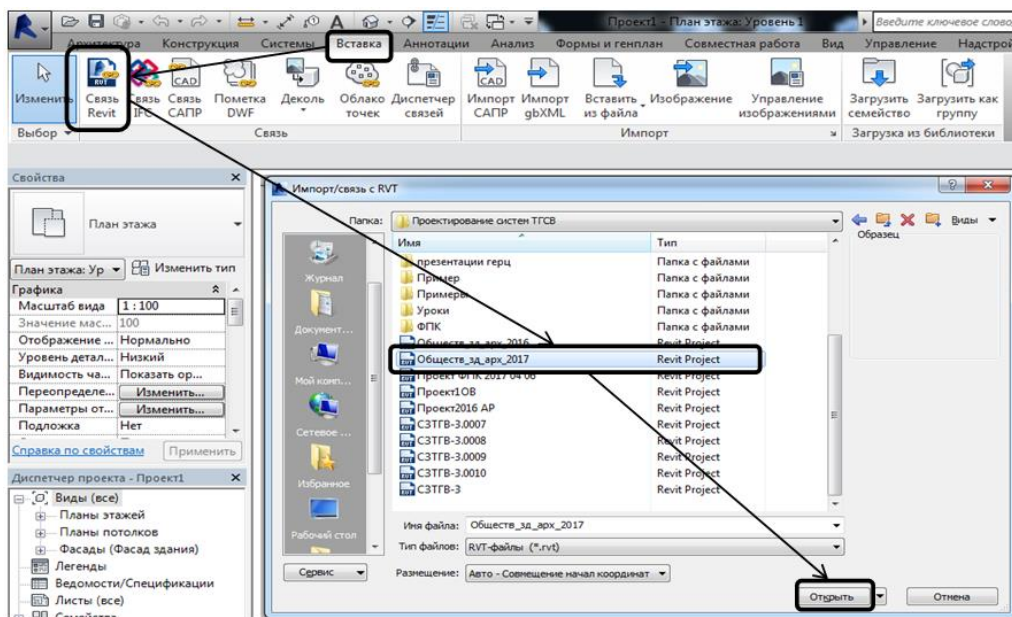 Проект1 - План этажа: Уровень 1
Введите ключевое слово
Архитектура Конструкция Системы Вставка Аннотации Анализ Формы и генплан Совместная работа Вид Управление Надстрой
Изменить
Связь Revit
Связь IFC
Связь САПР
Пометка DWF
Деколь
Облако точек
Диспетчер связей
Импорт САПР
Импорт gbXML
Вставить из файла
Изображение
Управление изображениями
Загрузить семейство
Загрузить как группу
Выбор Связь Импорт Загрузка из библиотеки
Свойства
План этажа
План этажа: Ур Изменить тип
Графика
Масштаб вида 1 : 100
Значение мас... 100
Отображение ... Нормально
Уровень детал... Низкий
Видимость ча... Показать ор...
Переопределе... Изменить...
Параметры от... Изменить...
Подложка Нет
Справка по свойствам Применить
Диспетчер проекта - Проект1
Виды (все)
Планы этажей
Планы потолков
Фасады (Фасад здания)
Легенды
Ведомости/Спецификации
Листы (все)
Семейства
Импорт/связь с RVT
Папка: Проектирование систем ТГСВ Виды
Имя Тип Образец
презентации герц Папка с файлами
Пример Папка с файлами
Примеры Папка с файлами
Уроки Папка с файлами
ФПК Папка с файлами
Обществ_зд_арх_2016 Revit Project
Обществ_зд_арх_2017 Revit Project
Проект ФПК 2017 04 06 Revit Project
Проект1ОВ Revit Project
Проект2016 АР Revit Project
СЗТГВ-3.0007 Revit Project
СЗТГВ-3.0008 Revit Project
СЗТГВ-3.0009 Revit Project
СЗТГВ-3.0010 Revit Project
СЗТГВ-3 Revit Project
Журнал
Документ...
Мой комп...
Сетевое ...
Избранное
Рабочий стол
Имя файла: Обществ_зд_арх_2017
Тип файлов: RVT-файлы (*.rvt)
Сервис Размещение: Авто - Совмещение начал координат
Открыть Отмена